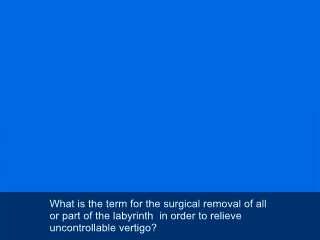 What is the term for the surgical removal of all
or part of the labyrinth  in order to relieve
uncontrollable vertigo?